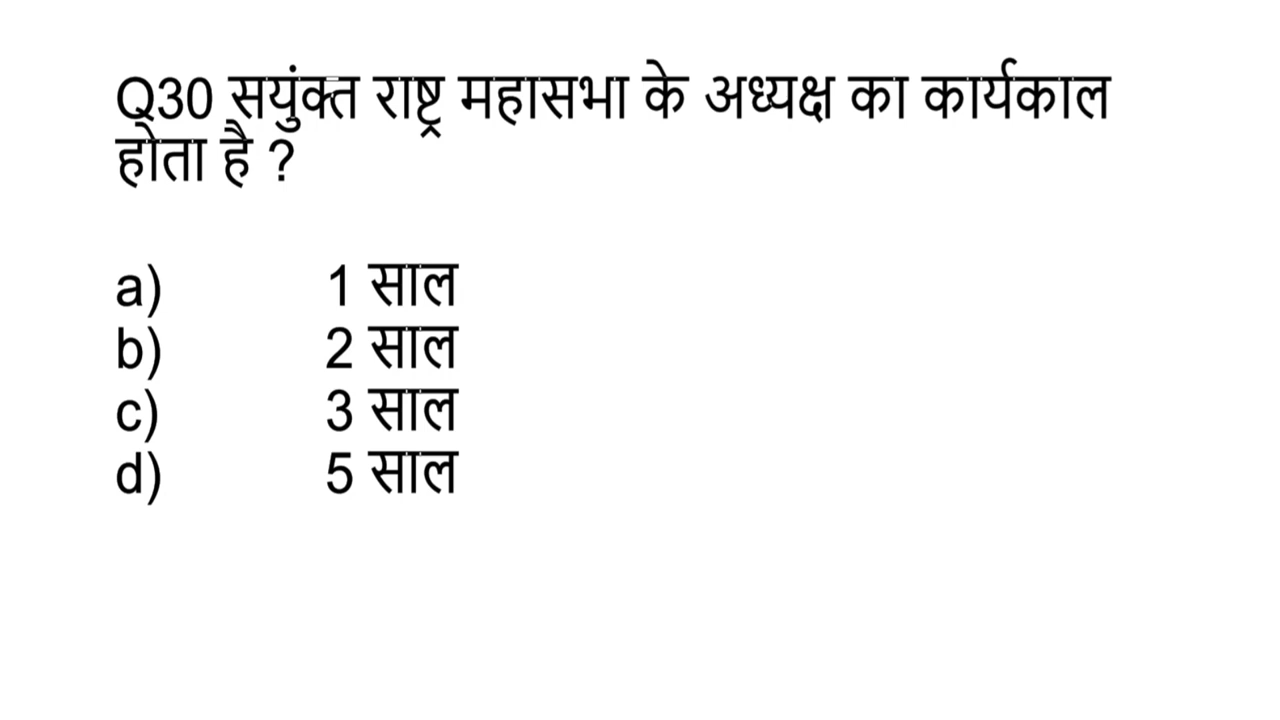 Q30 सयुंक्त राष्ट्र महासभा के अध्यक्ष का कार्यकाल
होता है ?
a) 1 साल
b) 2 साल
c) 3 साल
d) 5 साल